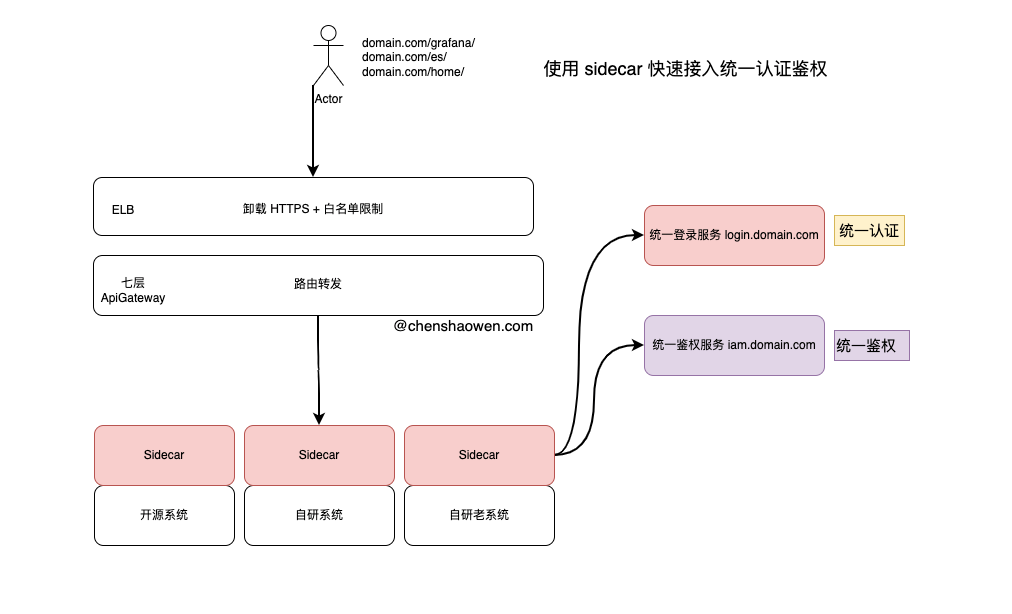 domain.com/grafana/
domain.com/es/
domain.com/home/
使用 sidecar 快速接入统一认证鉴权
Actor
ELB
卸载 HTTPS + 白名单限制
统一登录服务 login.domain.com
统一认证
七层
ApiGateway
路由转发
@chenshaowen.com
统一鉴权服务 iam.domain.com
统一鉴权
Sidecar
Sidecar
Sidecar
开源系统
自研系统
自研老系统